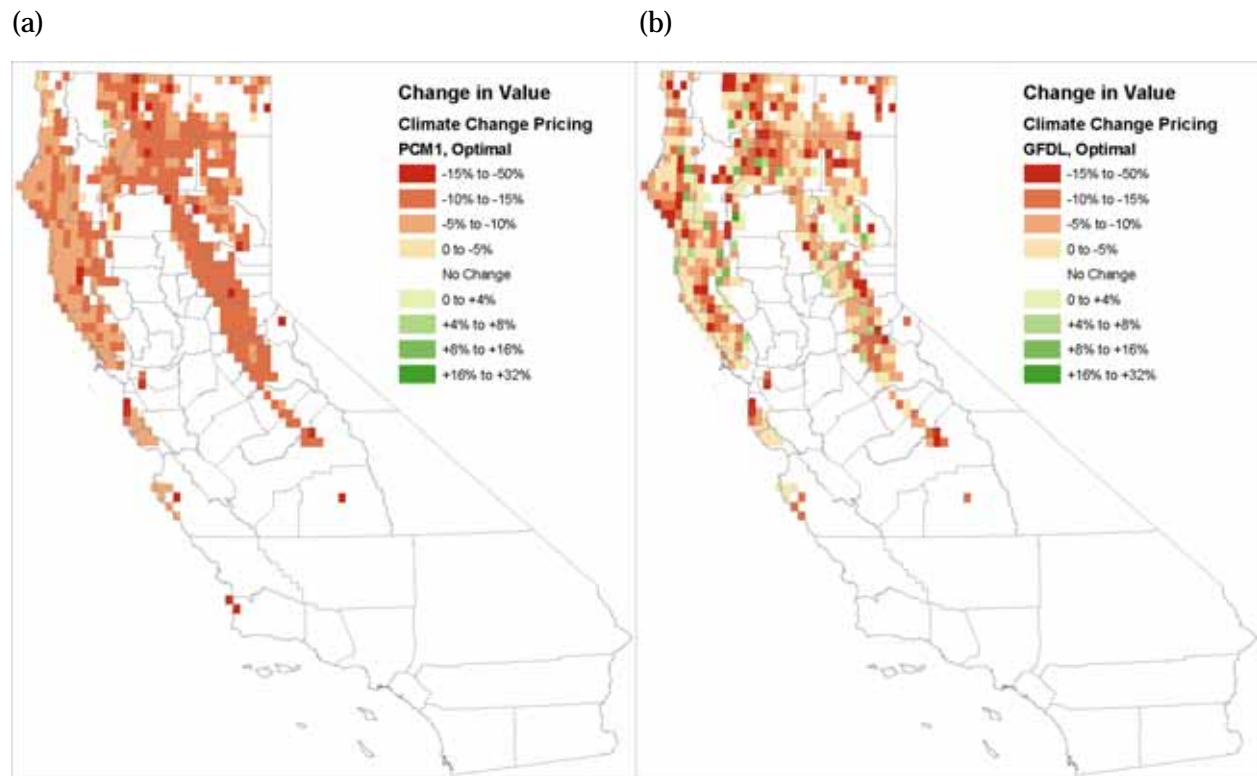 (a)
(b)
Change in Value
Climate Change Pricing
PCM1, Optimal
-15% to -50%
-10% to -15%
-5% to -10%
0 to -5%
No Change
0 to +4%
+4% to +8%
+8% to +16%
+16% to +32%
Change in Value
Climate Change Pricing
GFDL, Optimal
-15% to -50%
-10% to -15%
-5% to -10%
0 to -5%
No Change
0 to +4%
+4% to +8%
+8% to +16%
+16% to +32%